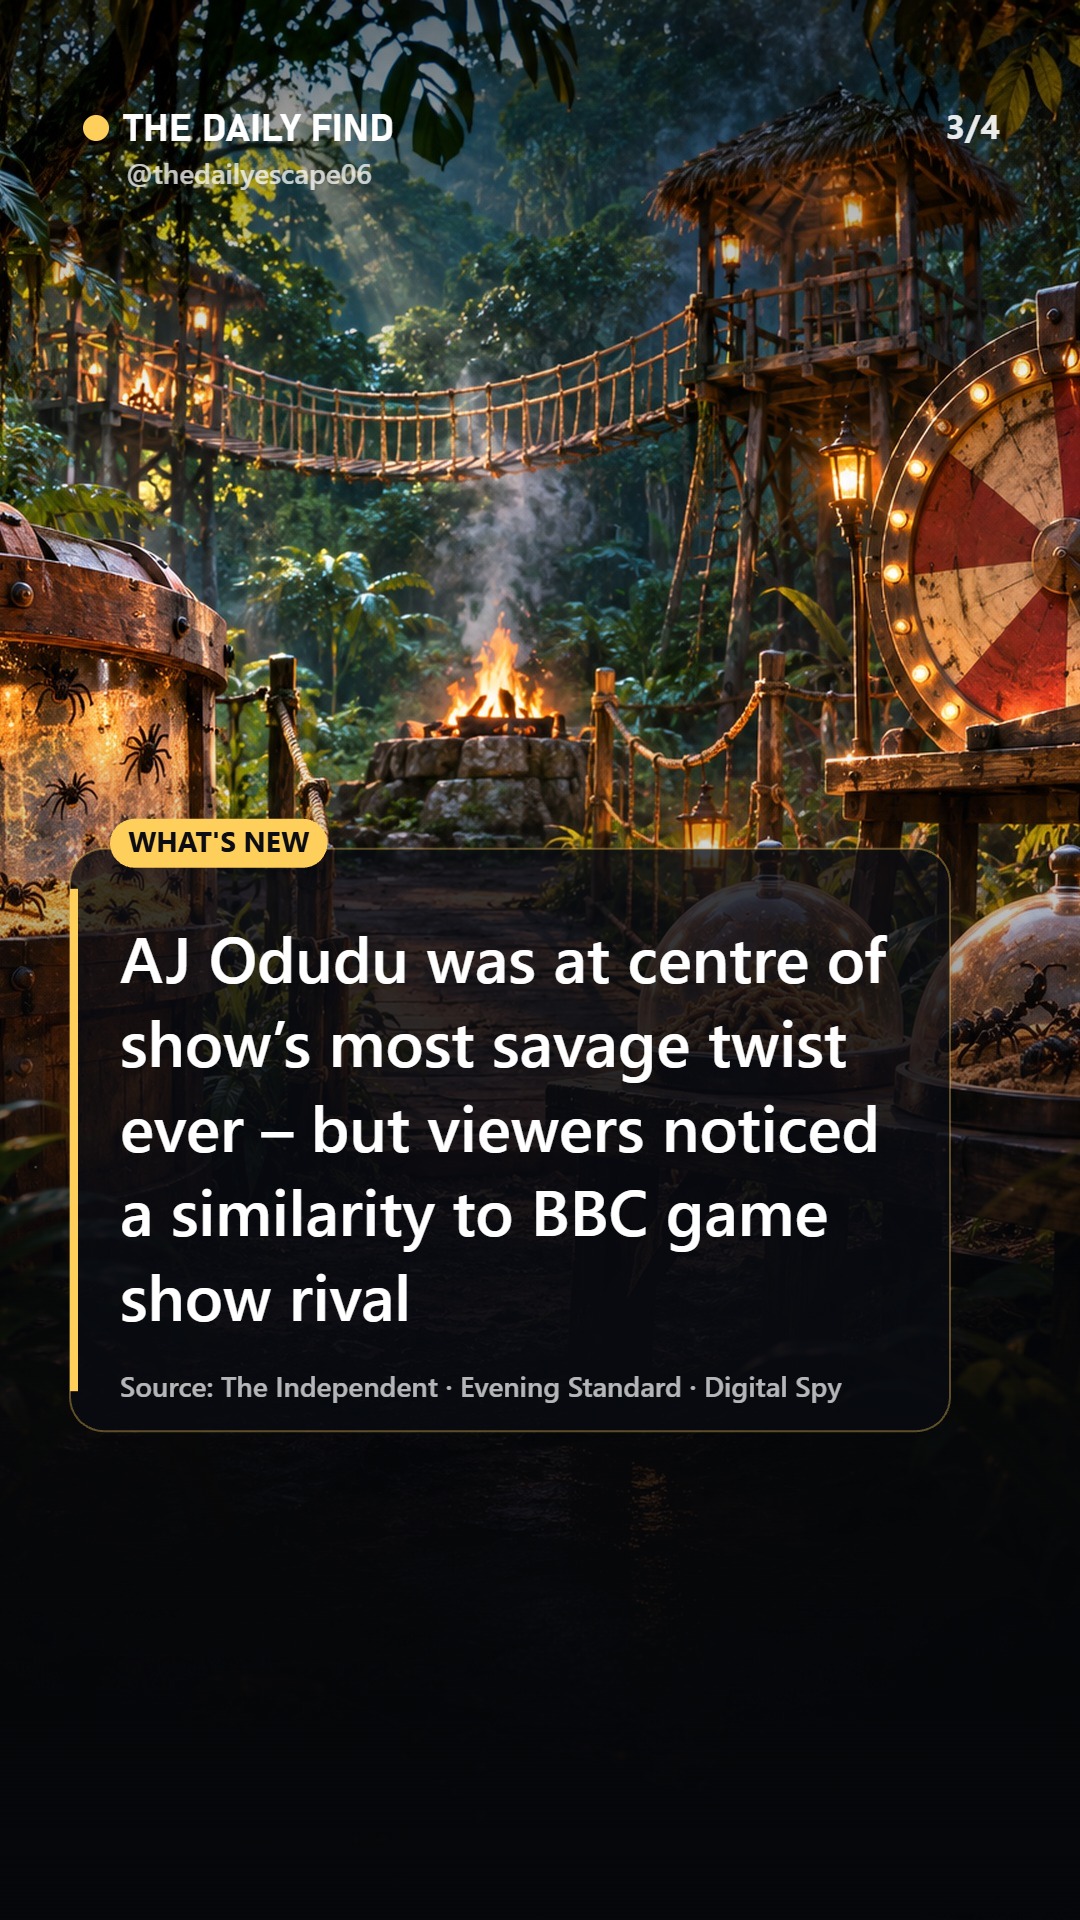 THE DAILY FIND
3/4
@thedailyescape06
WHAT'S NEW
AJ Odudu was at centre of
show’s most savage twist
ever – but viewers noticed
a similarity to BBC game
show rival
Source: The Independent · Evening Standard · Digital Spy